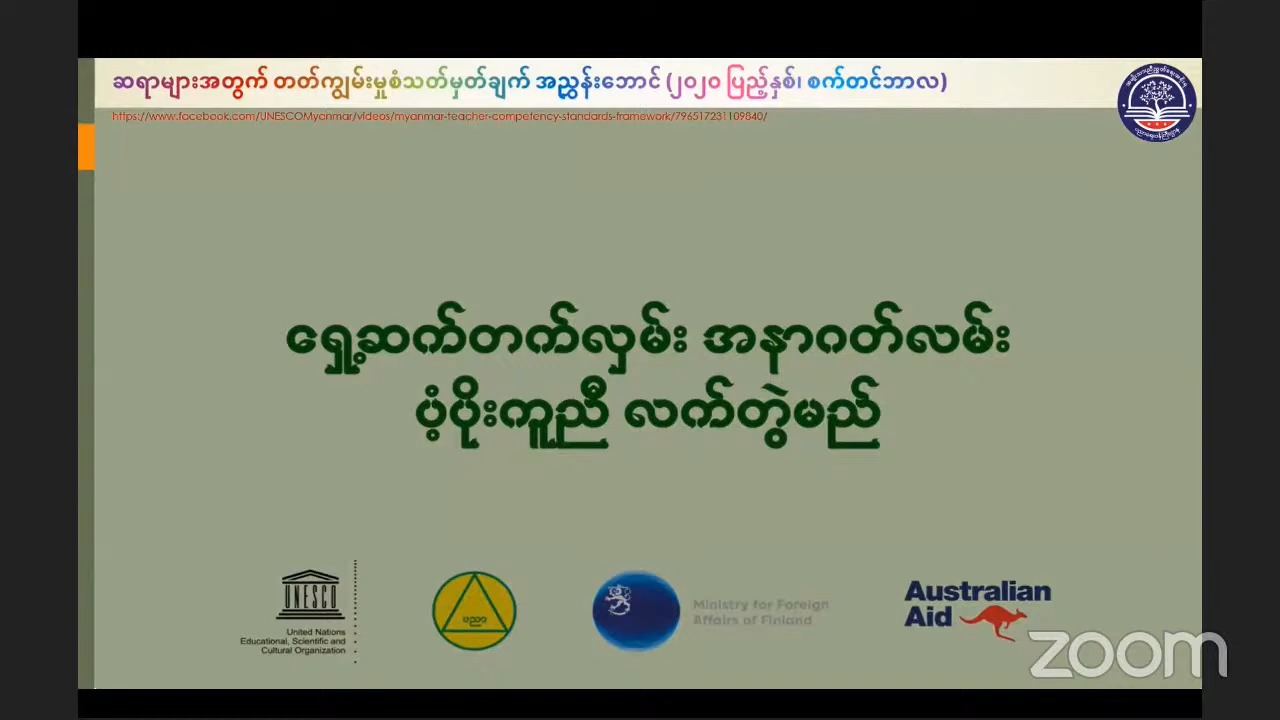 ဆရာများအတွက် တတ်ကျွမ်းမှုစံသတ်မှတ်ချက် အညွှန်းဘောင် (၂၀၂၀ ပြည့်နှစ်၊ စက်တင်ဘာလ)
https://www.facebook.com/UNESCOMyanmar/videos/myanmar-teacher-competency-standards-framework/796517231109840/
ရှေ့ဆက်တက်လှမ်း အနာဂတ်လမ်း
ပံ့ပိုးကူညီ လက်တွဲမည်
UNESCO
United Nations
Educational, Scientific and
Cultural Organization
ပညာ
Ministry for Foreign
Affairs of Finland
Australian
Aid
zoom